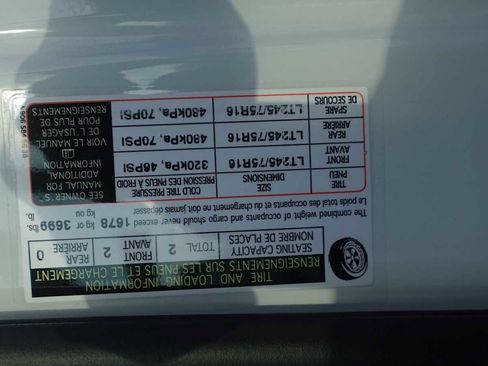 TIRE AND LOADING INFORMATION
RENSEIGNEMENTS SUR LES PNEUS ET LE CHARGEMENT
SEATING CAPACITY
NOMBRE DE PLACES
TOTAL 2
FRONT
AVANT 2
REAR
ARRIÈRE 0
The combined weight of occupants and cargo should never exceed 1678 kg or 3699 lbs.
Le poids total des occupants et du chargement ne doit jamais dépasser kg ou lb.
TIRE
PNEU
SIZE
DIMENSIONS
COLD TIRE PRESSURE
PRESSION DES PNEUS À FROID
FRONT
AVANT
LT245/75R16
320kPa, 46PSI
REAR
ARRIÈRE
LT245/75R16
480kPa, 70PSI
SPARE
DE SECOURS
LT245/75R16
480kPa, 70PSI
SEE OWNER'S
MANUAL FOR
ADDITIONAL
INFORMATION
VOIR LE MANUEL
DE L'USAGER
POUR PLUS DE
RENSEIGNEMENTS